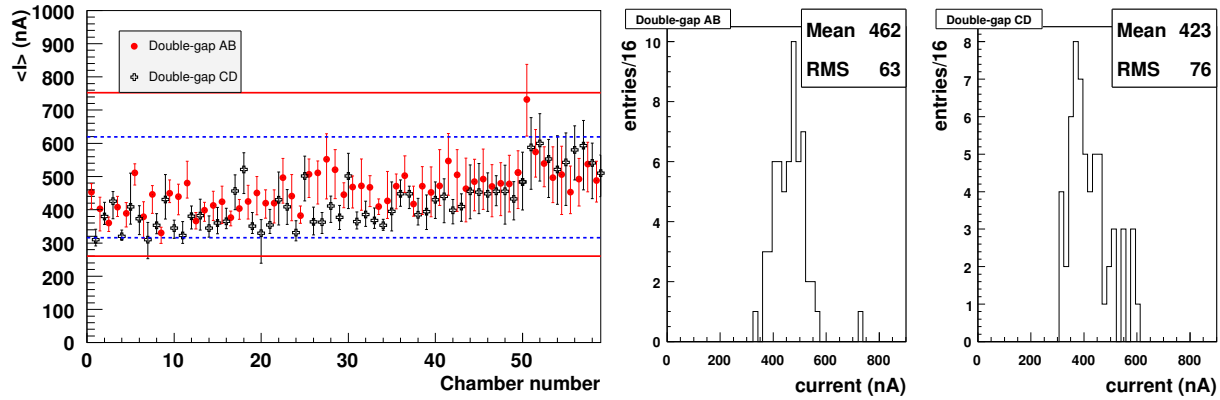 <I> (nA)
1000
900
800
700
600
500
400
300
200
100
0
Double-gap AB
Double-gap CD
0 10 20 30 40 50
Chamber number
Double-gap AB
Mean 462
RMS 63
entries/16
10
8
6
4
2
0
0 200 400 600 800
current (nA)
Double-gap CD
Mean 423
RMS 76
entries/16
8
7
6
5
4
3
2
1
0
0 200 400 600 800
current (nA)